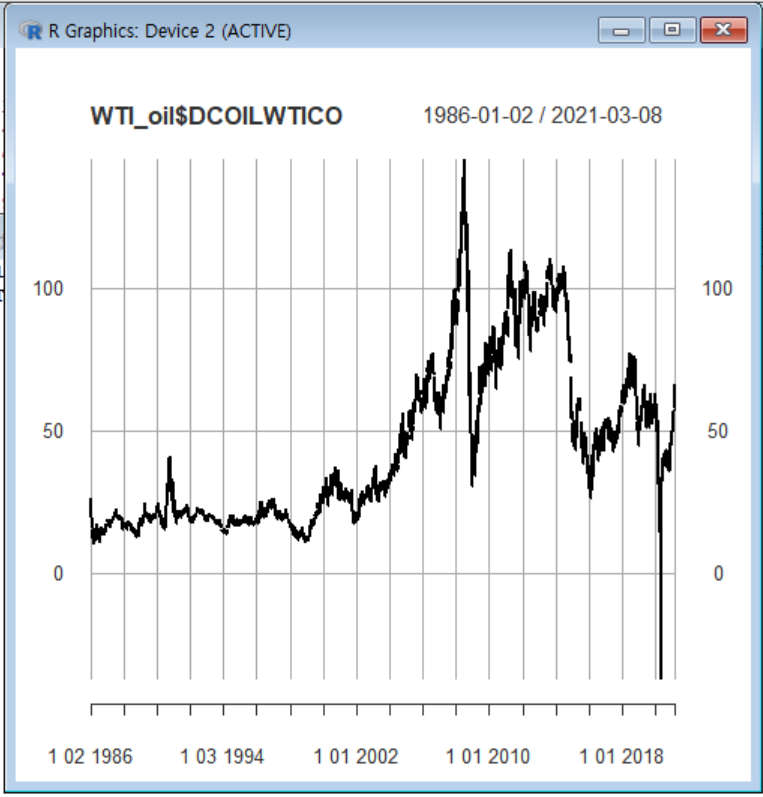 R Graphics: Device 2 (ACTIVE)
WTI_oil$DCOILWTICO 1986-01-02 / 2021-03-08
100 100
50 50
0 0
1 02 1986 1 03 1994 1 01 2002 1 01 2010 1 01 2018